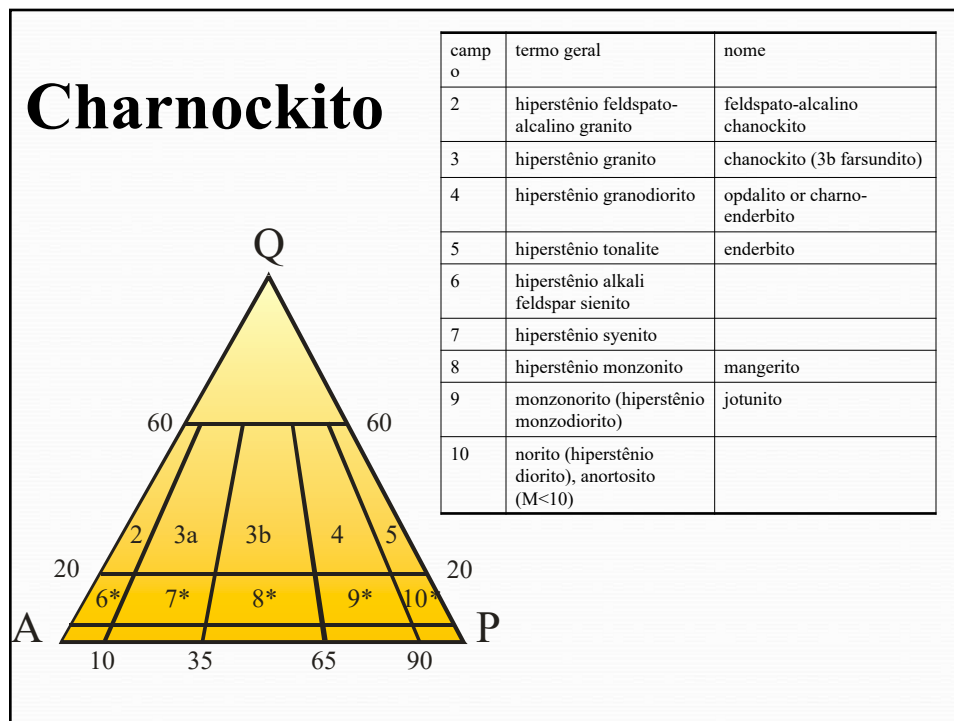 Charnockito
camp
o
termo geral
nome
2
hiperstênio feldspato-
alcalino granito
feldspato-alcalino
chanockito
3
hiperstênio granito
chanockito (3b farsundito)
4
hiperstênio granodiorito
opdalito or charno-
enderbito
5
hiperstênio tonalite
enderbito
6
hiperstênio alkali
feldspar sienito
7
hiperstênio syenito
8
hiperstênio monzonito
mangerito
9
monzonorito (hiperstênio
monzodiorito)
jotunito
10
norito (hiperstênio
diorito), anortosito
(M<10)
Q
60
60
2
3a
3b
4
5
20
20
6*
7*
8*
9*
10*
A
P
10
35
65
90